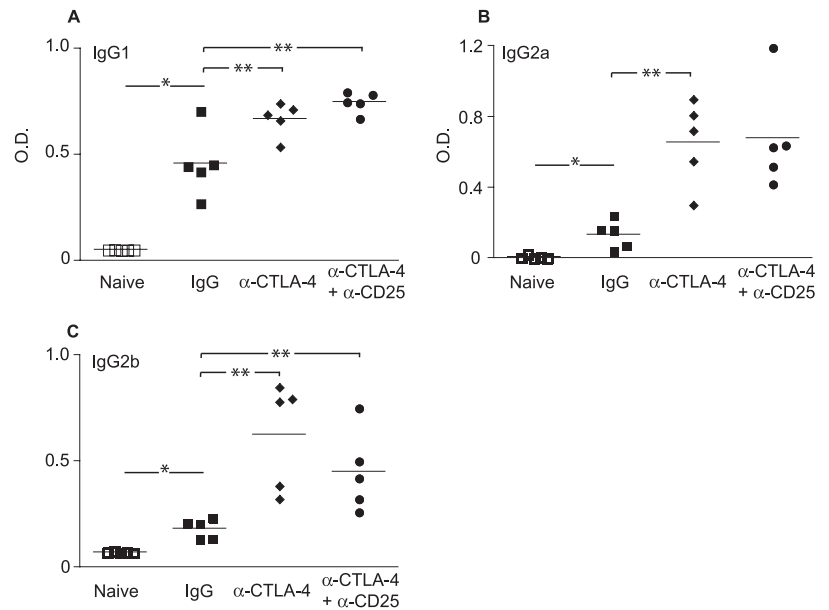 A
IgG1
1.0
0.5
0
O.D.
*
**
**
Naive
IgG
α-CTLA-4
α-CTLA-4
+ α-CD25
B
IgG2a
1.2
0.8
0.4
0
O.D.
*
**
Naive
IgG
α-CTLA-4
α-CTLA-4
+ α-CD25
C
IgG2b
1.0
0.5
0
O.D.
*
**
**
Naive
IgG
α-CTLA-4
α-CTLA-4
+ α-CD25